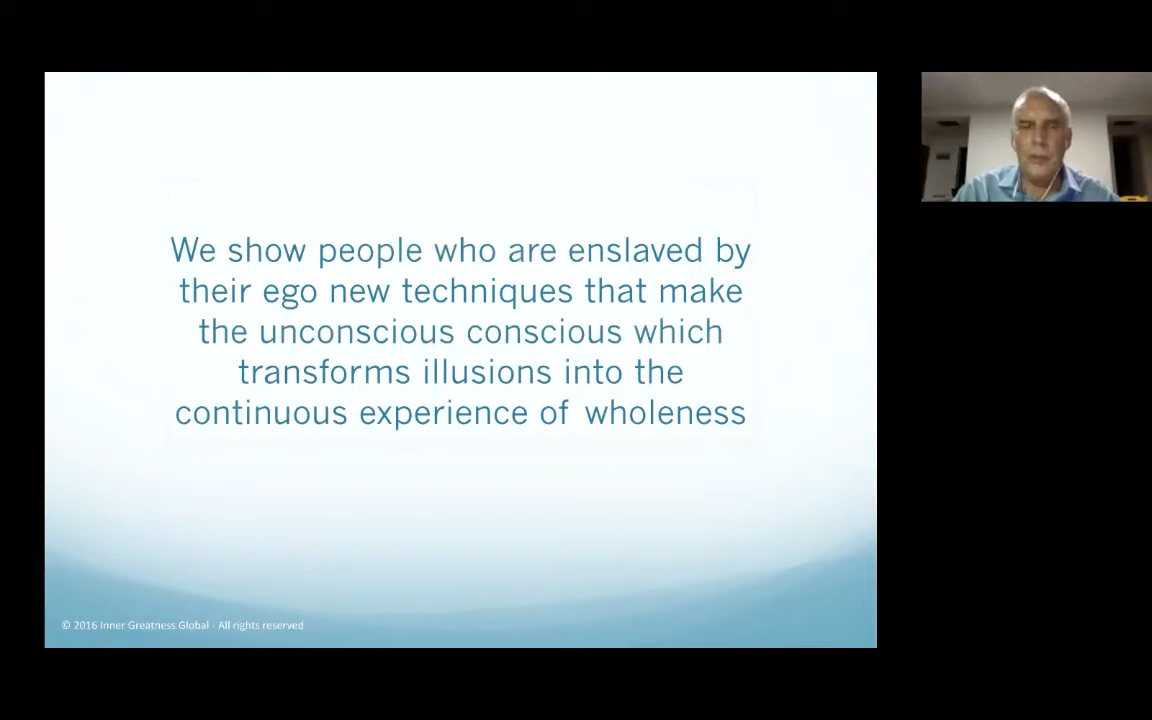 We show people who are enslaved by
their ego new techniques that make
the unconscious conscious which
transforms illusions into the
continuous experience of wholeness
© 2016 Inner Greatness Global - All rights reserved